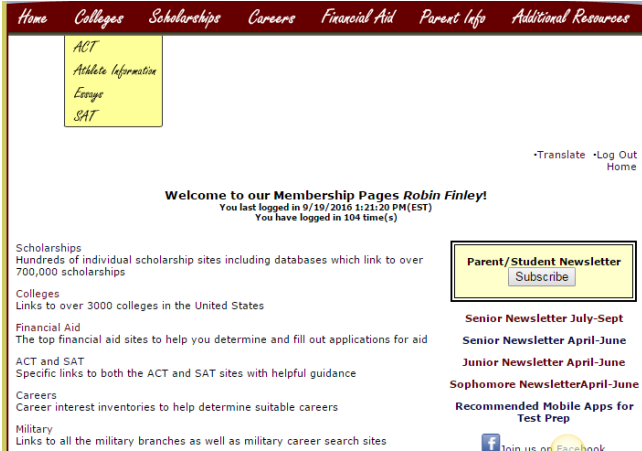 Home Colleges Scholarships Careers Financial Aid Parent Info Additional Resources
ACT
Athlete Information
Essays
SAT
•Translate •Log Out
Home
Welcome to our Membership Pages Robin Finley!
You last logged in 9/19/2016 1:21:20 PM(EST)
You have logged in 104 time(s)
Scholarships
Hundreds of individual scholarship sites including databases which link to over
700,000 scholarships
Colleges
Links to over 3000 colleges in the United States
Financial Aid
The top financial aid sites to help you determine and fill out applications for aid
ACT and SAT
Specific links to both the ACT and SAT sites with helpful guidance
Careers
Career interest inventories to help determine suitable careers
Military
Links to all the military branches as well as military career search sites
Parent/Student Newsletter
Subscribe
Senior Newsletter July-Sept
Senior Newsletter April-June
Junior Newsletter April-June
Sophomore NewsletterApril-June
Recommended Mobile Apps for
Test Prep
f Join us on Facebook